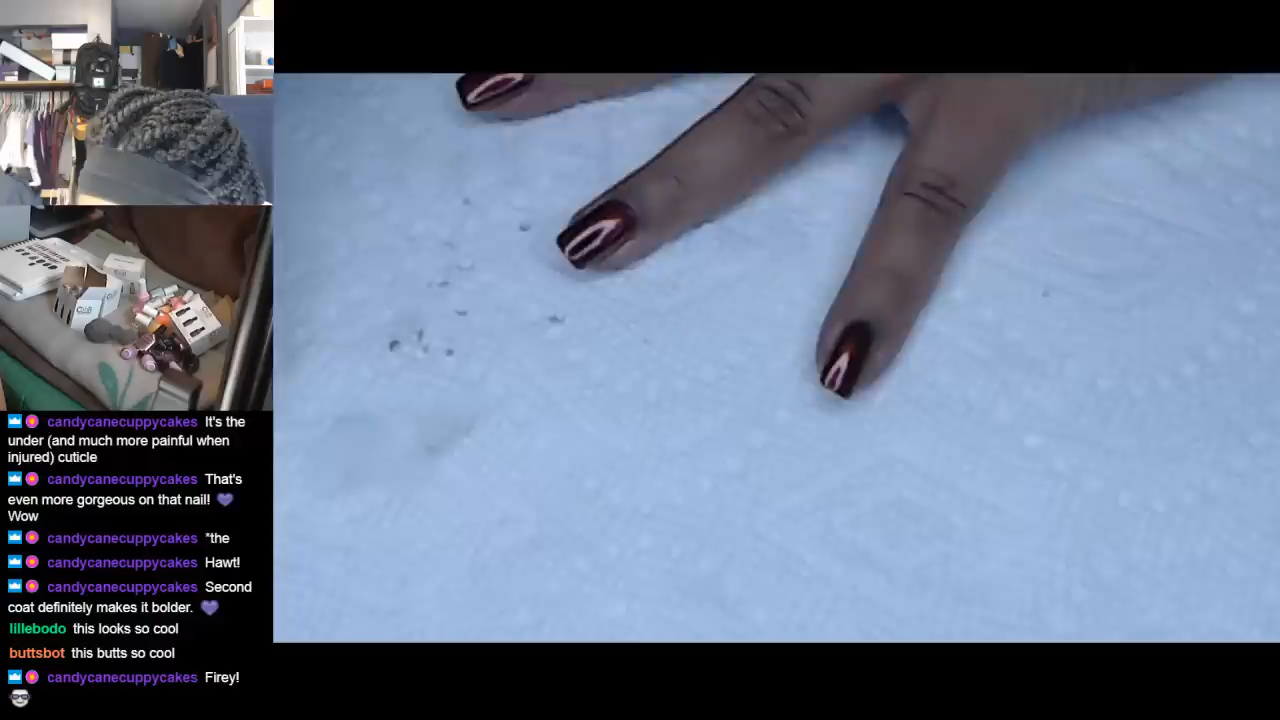 candycanecuppycakes It's the
under (and much more painful when
injured) cuticle
candycanecuppycakes That's
even more gorgeous on that nail!
Wow
candycanecuppycakes *the
candycanecuppycakes Hawt!
candycanecuppycakes Second
coat definitely makes it bolder.
lillebodo this looks so cool
buttsbot this butts so cool
candycanecuppycakes Firey!